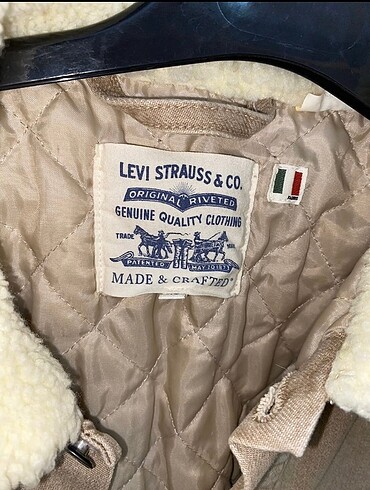 LEVI STRAUSS & CO.
ORIGINAL RIVETED
GENUINE QUALITY CLOTHING
TRADE MARK
PATENTED MAY 20 1873
MADE & CRAFTED®